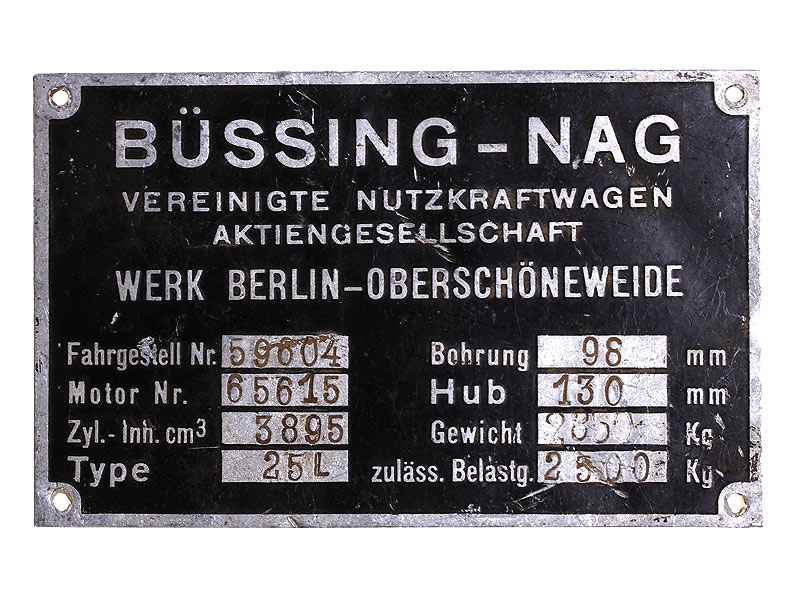 BÜSSING-NAG
VEREINIGTE NUTZKRAFTWAGEN
AKTIENGESELLSCHAFT
WERK BERLIN-OBERSCHÖNEWEIDE
Fahrgestell Nr. 59604 Bohrung 98 mm
Motor Nr. 65615 Hub 130 mm
Zyl.-Inh. cm³ 3895 Gewicht Kg
Type 25L zuläss. Belastg. 2500 Kg